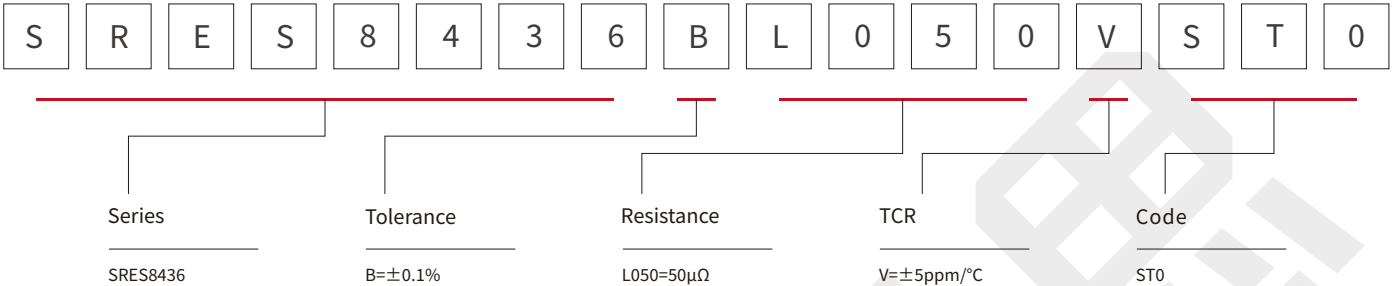 S R E S 8 4 3 6 B L 0 5 0 V S T 0
Series Tolerance Resistance TCR Code
SRES8436 B=±0.1% L050=50μΩ V=±5ppm/°C ST0